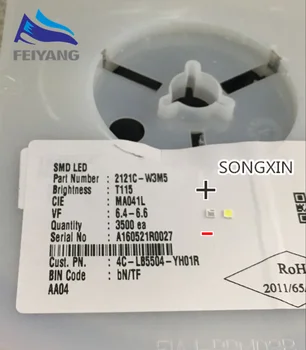 FEIYANG
SMD LED
Part Number : 2121C-W3M5
Brightness : T115
CIE : MA041L
VF : 6.4-6.6
Quantity : 3500 ea
Serial No : A160521R0027
Cust. PN : 4C-LB5504-YH01R
BIN Code : bN/TF
AA04
SONGXIN
+
-
RoH
2011/65/